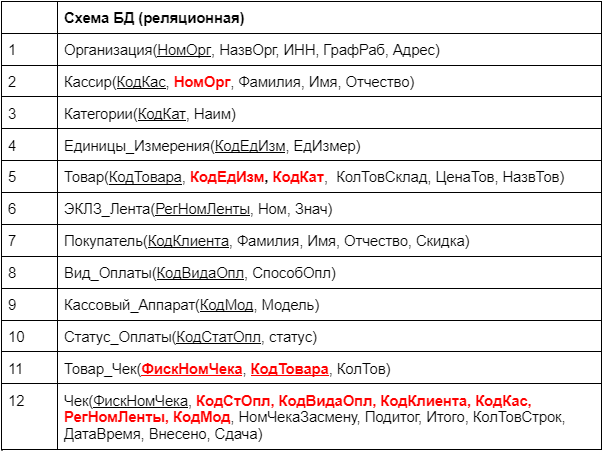 Схема БД (реляционная)
1 Организация(НомОрг, НазвОрг, ИНН, ГрафРаб, Адрес)
2 Кассир(КодКас, НомОрг, Фамилия, Имя, Отчество)
3 Категории(КодКат, Наим)
4 Единицы_Измерения(КодЕдИзм, ЕдИзмер)
5 Товар(КодТовара, КодЕдИзм, КодКат, КолТовСклад, ЦенаТов, НазвТов)
6 ЭКЛЗ_Лента(РегНомЛенты, Ном, Знач)
7 Покупатель(КодКлиента, Фамилия, Имя, Отчество, Скидка)
8 Вид_Оплаты(КодВидаОпл, СпособОпл)
9 Кассовый_Аппарат(КодМод, Модель)
10 Статус_Оплаты(КодСтатОпл, статус)
11 Товар_Чек(ФискНомЧека, КодТовара, КолТов)
12 Чек(ФискНомЧека, КодСтОпл, КодВидаОпл, КодКлиента, КодКас,
РегНомЛенты, КодМод, НомЧекаЗасмену, Подитог, Итого, КолТовСтрок,
ДатаВремя, Внесено, Сдача)